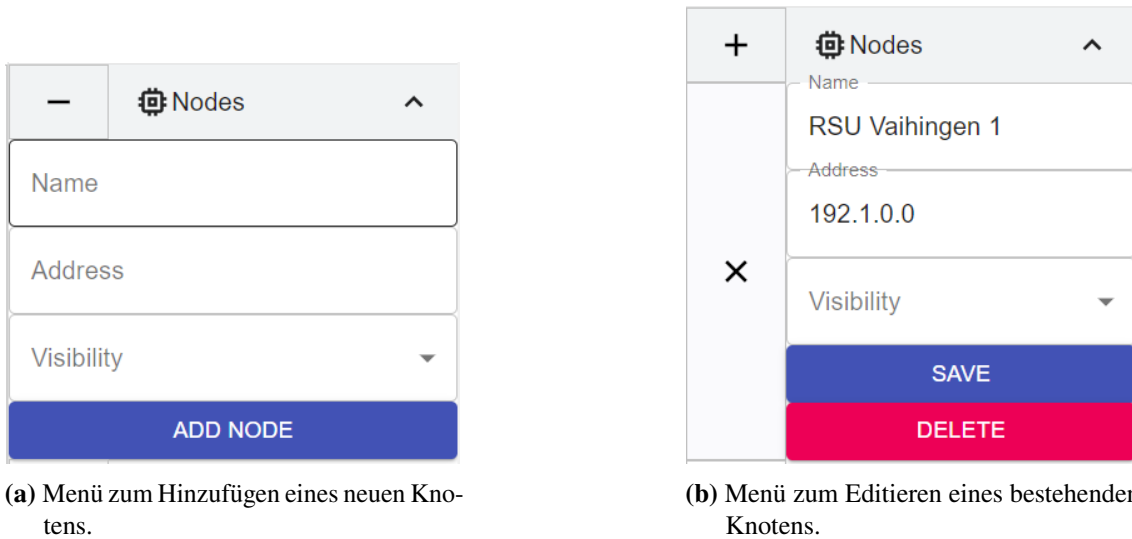 Nodes
Name
Address
Visibility
ADD NODE
(a) Menü zum Hinzufügen eines neuen Kno-
tens.
Nodes
Name
RSU Vaihingen 1
Address
192.1.0.0
Visibility
SAVE
DELETE
(b) Menü zum Editieren eines bestehenden
Knotens.